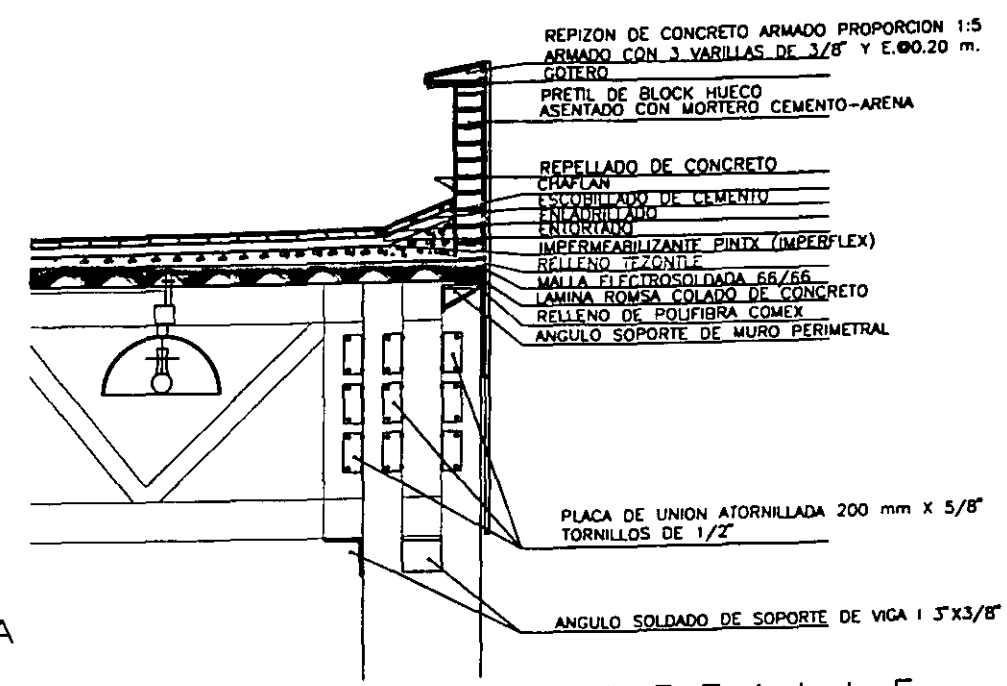 REPIZON DE CONCRETO ARMADO PROPORCION 1:5
ARMADO CON 3 VARILLAS DE 3/8" Y E.@0.20 m.
GOTERO
PRETIL DE BLOCK HUECO
ASENTADO CON MORTERO CEMENTO-ARENA
REPELLADO DE CONCRETO
CHAFLAN
ESCOBILLADO DE CEMENTO
ENLADRILLADO
ENTORTADO
IMPERMEABILIZANTE PINTX (IMPERFLEX)
RELLENO TEZONTLE
MALLA ELECTROSOLDADA 66/66
LAMINA ROMSA COLADO DE CONCRETO
RELLENO DE POLIFIBRA COMEX
ANGULO SOPORTE DE MURO PERIMETRAL
PLACA DE UNION ATORNILLADA 200 mm X 5/8"
TORNILLOS DE 1/2"
ANGULO SOLDADO DE SOPORTE DE VIGA I 3"X3/8"
A